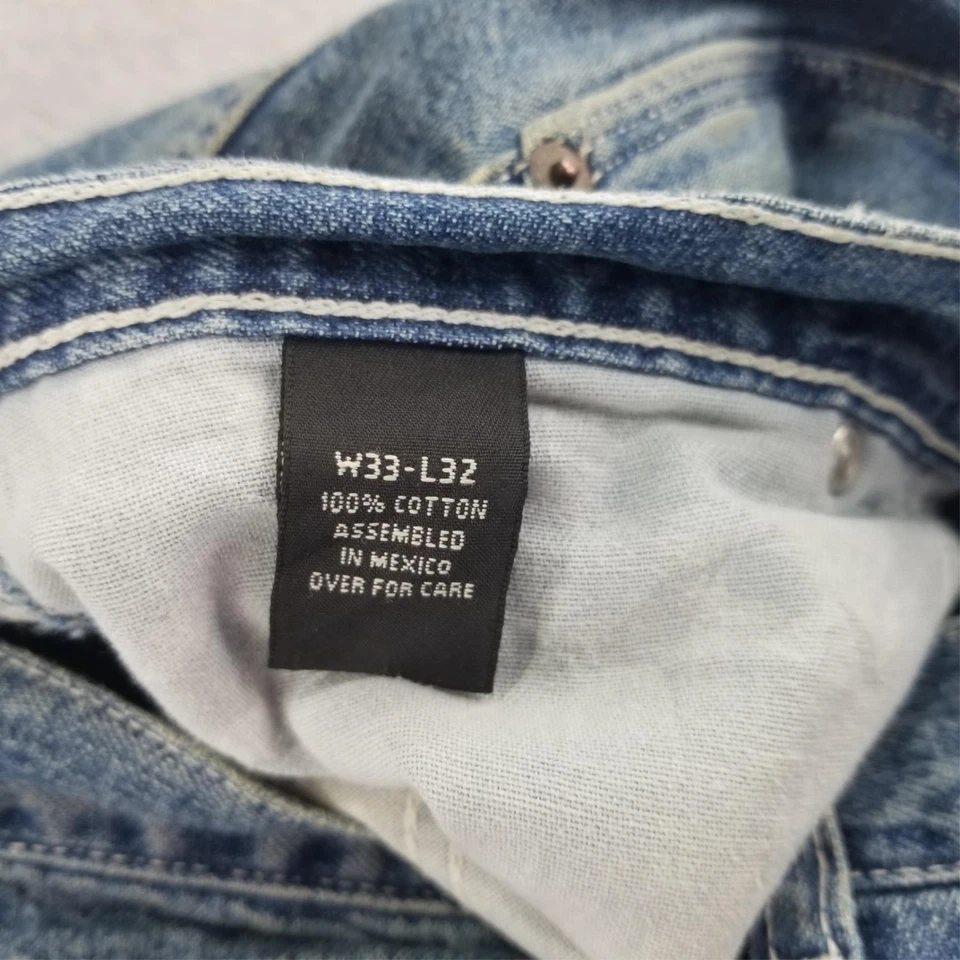 W33-L32
100% COTTON
ASSEMBLED
IN MEXICO
OVER FOR CARE